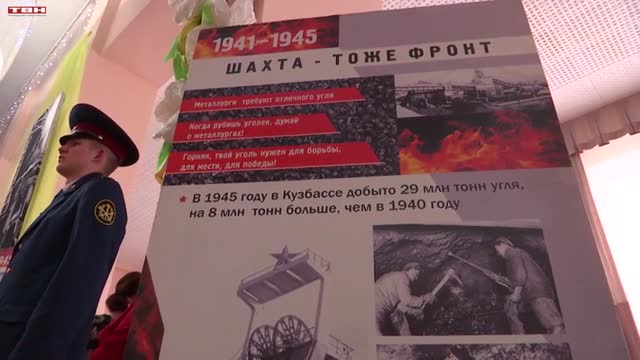 ТВН
1941-1945
ШАХТА - ТОЖЕ ФРОНТ
Металлурги требуют отличного угля
Когда рубишь уголек, думай
о металлургах!
Горняк, твой уголь нужен для борьбы,
для мести, для победы!
В 1945 году в Кузбассе добыто 29 млн тонн угля,
на 8 млн тонн больше, чем в 1940 году